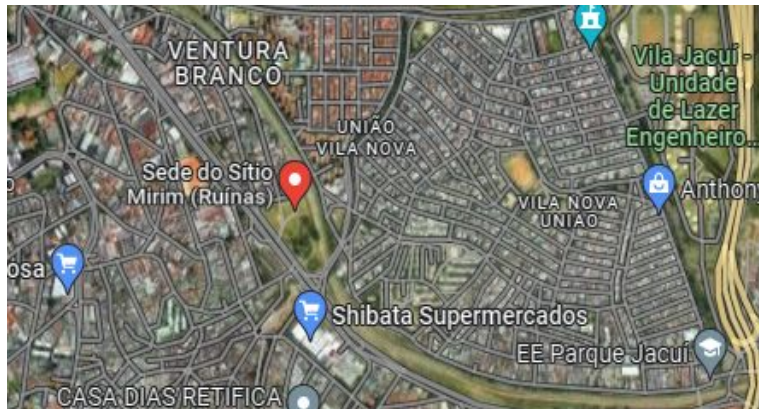 VENTURA
BRANCO
Vila Jacuí -
Unidade
de Lazer
Engenheiro...
UNIÃO
VILA NOVA
Sede do Sítio
Mirim (Ruínas)
Anthony
VILA NOVA
UNIAO
osa
Shibata Supermercados
EE Parque Jacuí
CASA DIAS RETIFICA